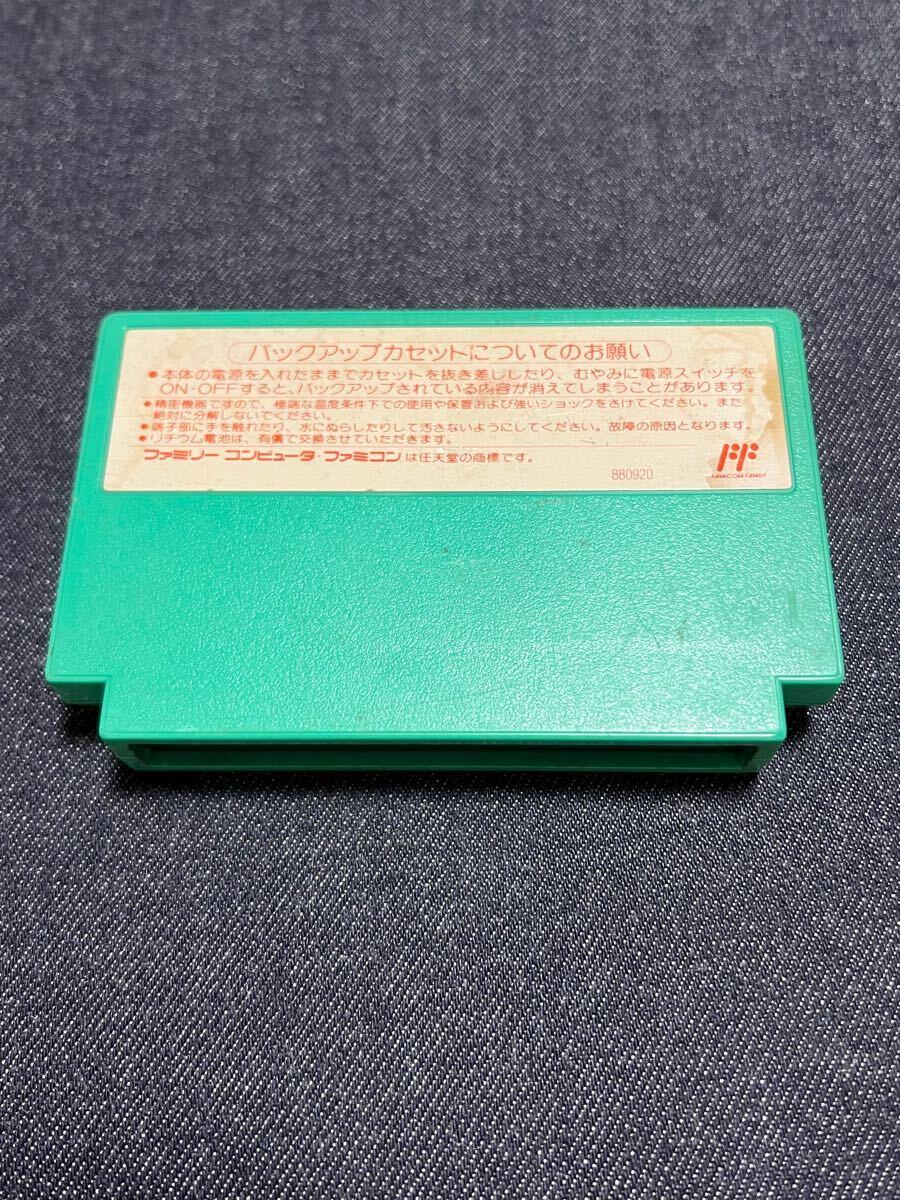 バックアップカセットについてのお願い
●本体の電源を入れたままでカセットを抜き差ししたり、むやみに電源スイッチを
ON・OFFすると、バックアップされている内容が消えてしまうことがあります。
●精密機器ですので、極端な温度条件下での使用や保管および強いショックをさけてください。また
絶対に分解しないでください。
●端子部に手を触れたり、水にぬらしたりして汚さないようにしてください。故障の原因となります。
●リチウム電池は、有償で交換させていただきます。
ファミリー コンピュータ・ファミコンは任天堂の商標です。
880920
FAMICOM FAMILY